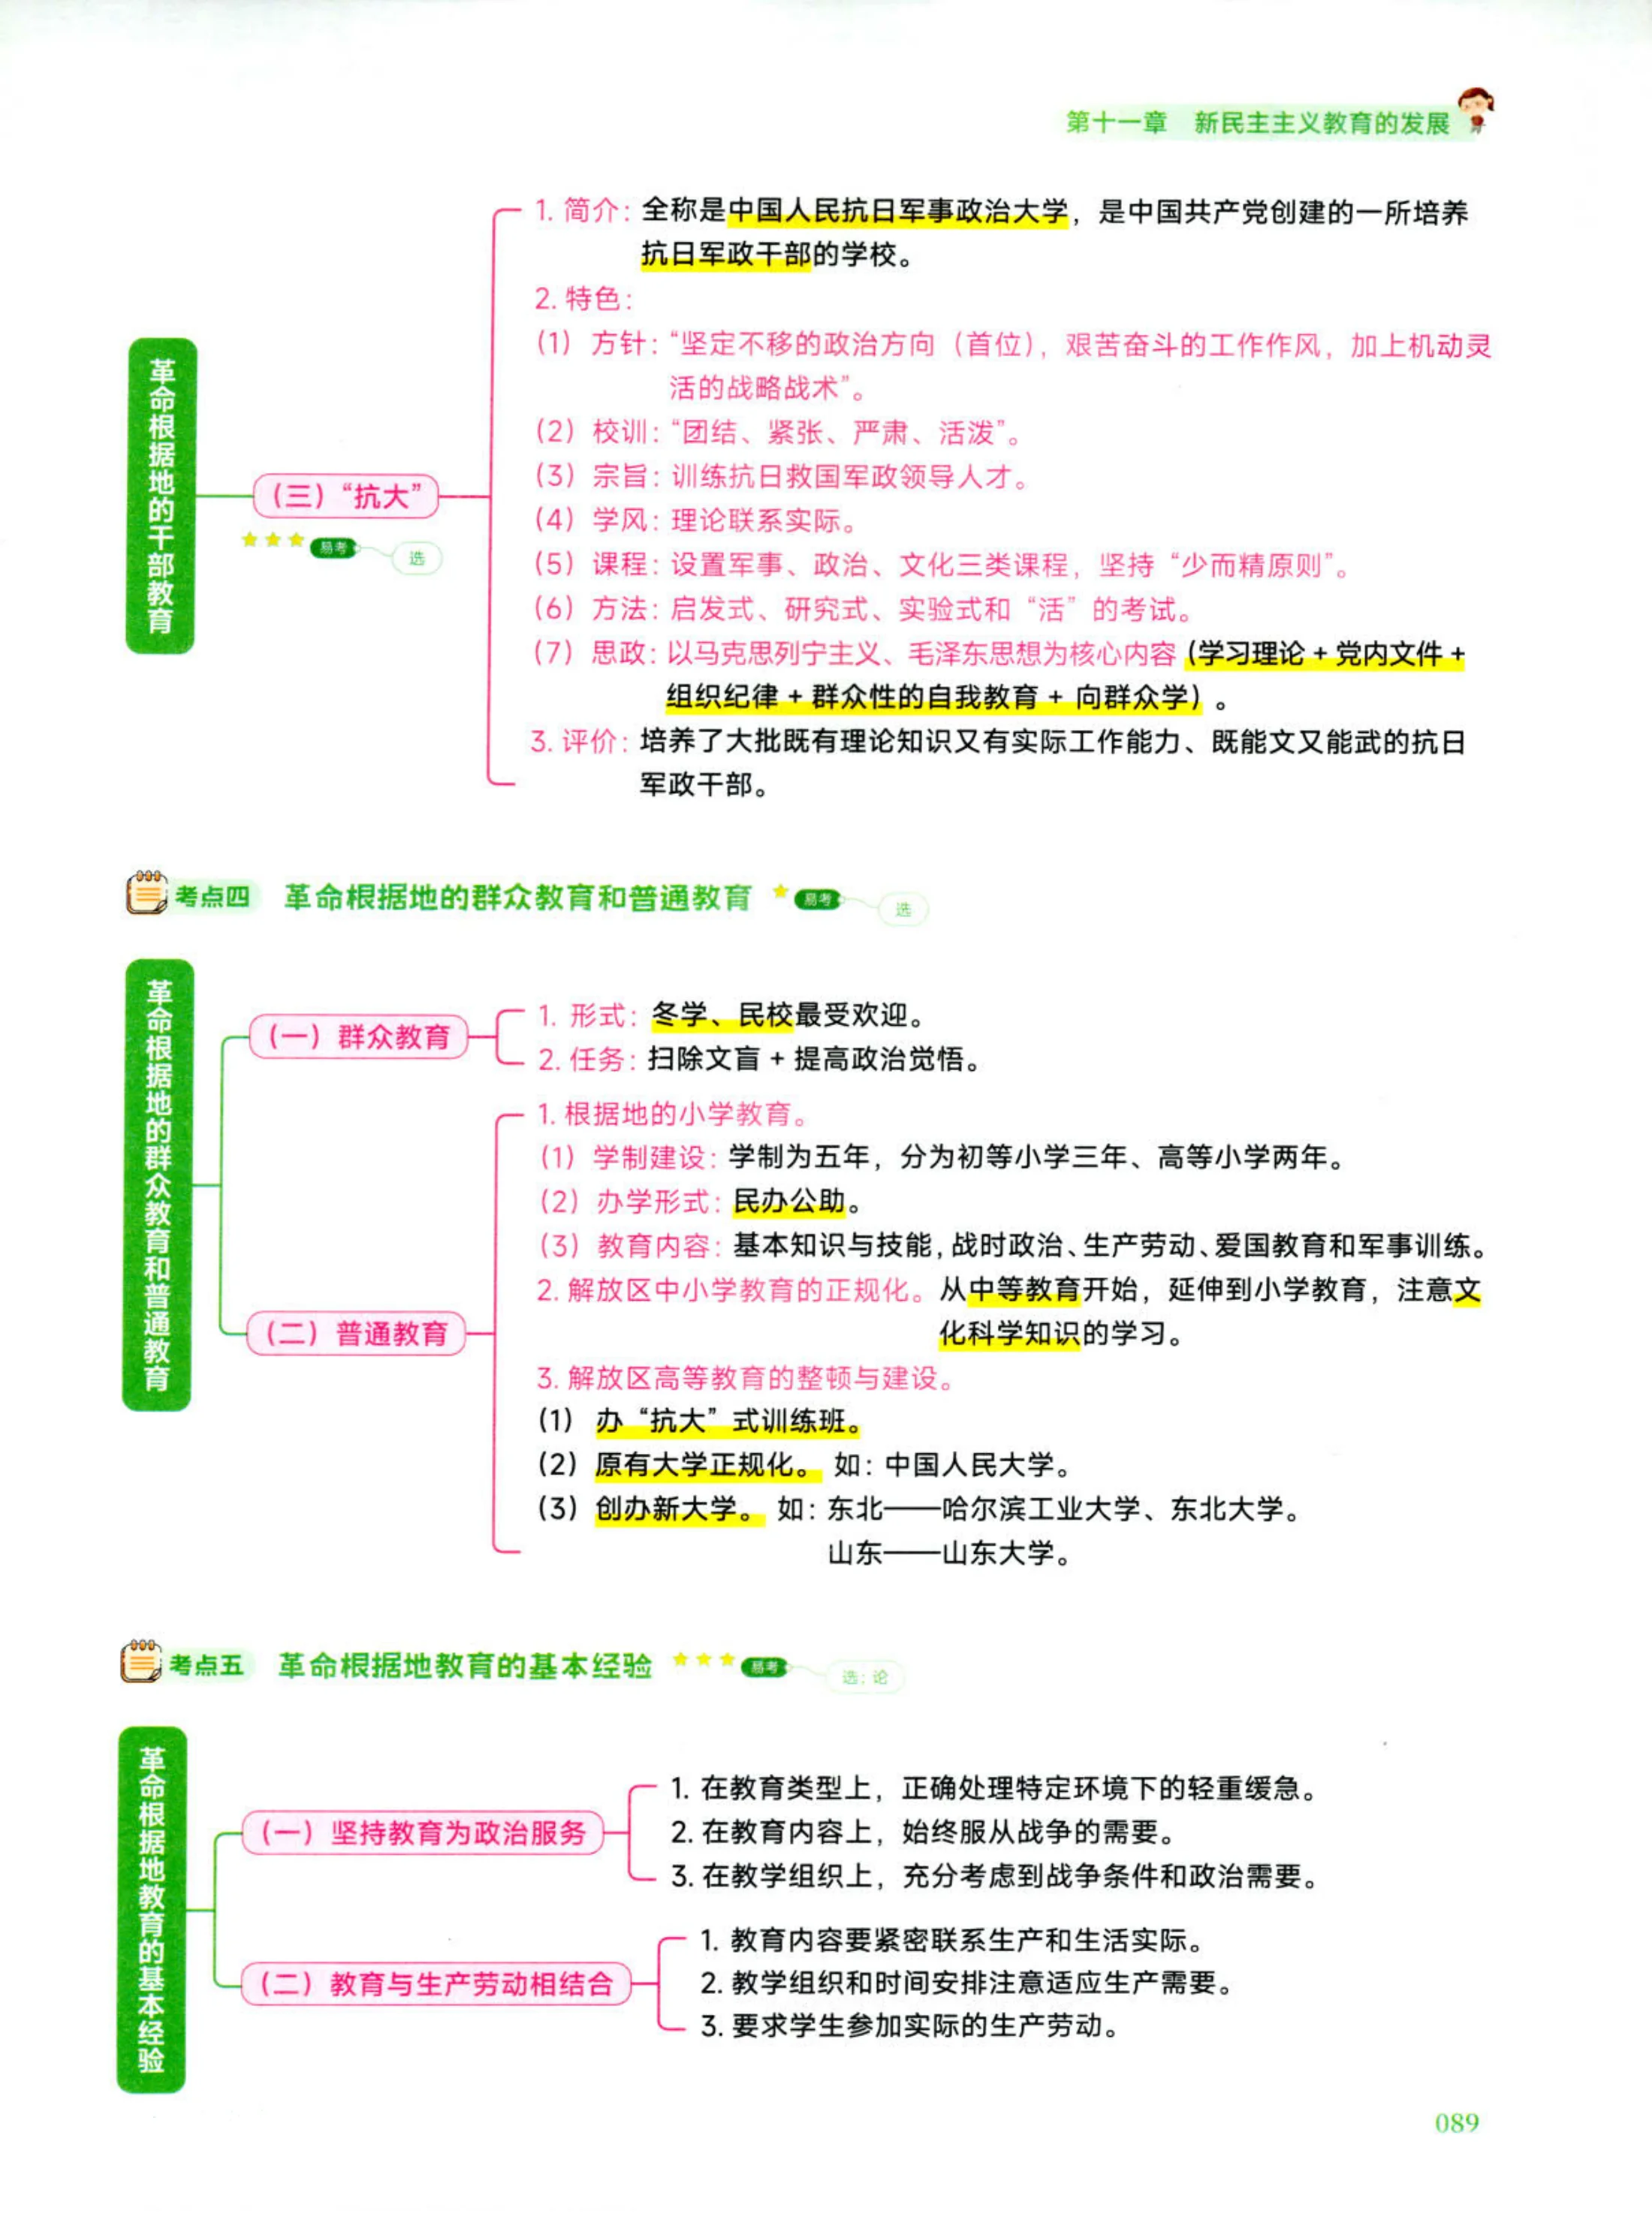 第十一章 新民主主义教育的发展
革命根据地的干部教育
（三）“抗大”
易考
选
1. 简介：全称是中国人民抗日军事政治大学，是中国共产党创建的一所培养
抗日军政干部的学校。
2. 特色：
（1）方针：“坚定不移的政治方向（首位），艰苦奋斗的工作作风，加上机动灵
活的战略战术”。
（2）校训：“团结、紧张、严肃、活泼”。
（3）宗旨：训练抗日救国军政领导人才。
（4）学风：理论联系实际。
（5）课程：设置军事、政治、文化三类课程，坚持“少而精原则”。
（6）方法：启发式、研究式、实验式和“活”的考试。
（7）思政：以马克思列宁主义、毛泽东思想为核心内容（学习理论 + 党内文件 +
组织纪律 + 群众性的自我教育 + 向群众学）。
3. 评价：培养了大批既有理论知识又有实际工作能力、既能文又能武的抗日
军政干部。
考点四 革命根据地的群众教育和普通教育
易考
选
革命根据地的群众教育和普通教育
（一）群众教育
1. 形式：冬学、民校最受欢迎。
2. 任务：扫除文盲 + 提高政治觉悟。
（二）普通教育
1. 根据地的小学教育。
（1）学制建设：学制为五年，分为初等小学三年、高等小学两年。
（2）办学形式：民办公助。
（3）教育内容：基本知识与技能，战时政治、生产劳动、爱国教育和军事训练。
2. 解放区中小学教育的正规化。从中等教育开始，延伸到小学教育，注意文
化科学知识的学习。
3. 解放区高等教育的整顿与建设。
（1）办“抗大”式训练班。
（2）原有大学正规化。如：中国人民大学。
（3）创办新大学。如：东北——哈尔滨工业大学、东北大学。
山东——山东大学。
考点五 革命根据地教育的基本经验
易考
选；论
革命根据地教育的基本经验
（一）坚持教育为政治服务
1. 在教育类型上，正确处理特定环境下的轻重缓急。
2. 在教育内容上，始终服从战争的需要。
3. 在教学组织上，充分考虑到战争条件和政治需要。
（二）教育与生产劳动相结合
1. 教育内容要紧密联系生产和生活实际。
2. 教学组织和时间安排注意适应生产需要。
3. 要求学生参加实际的生产劳动。
089